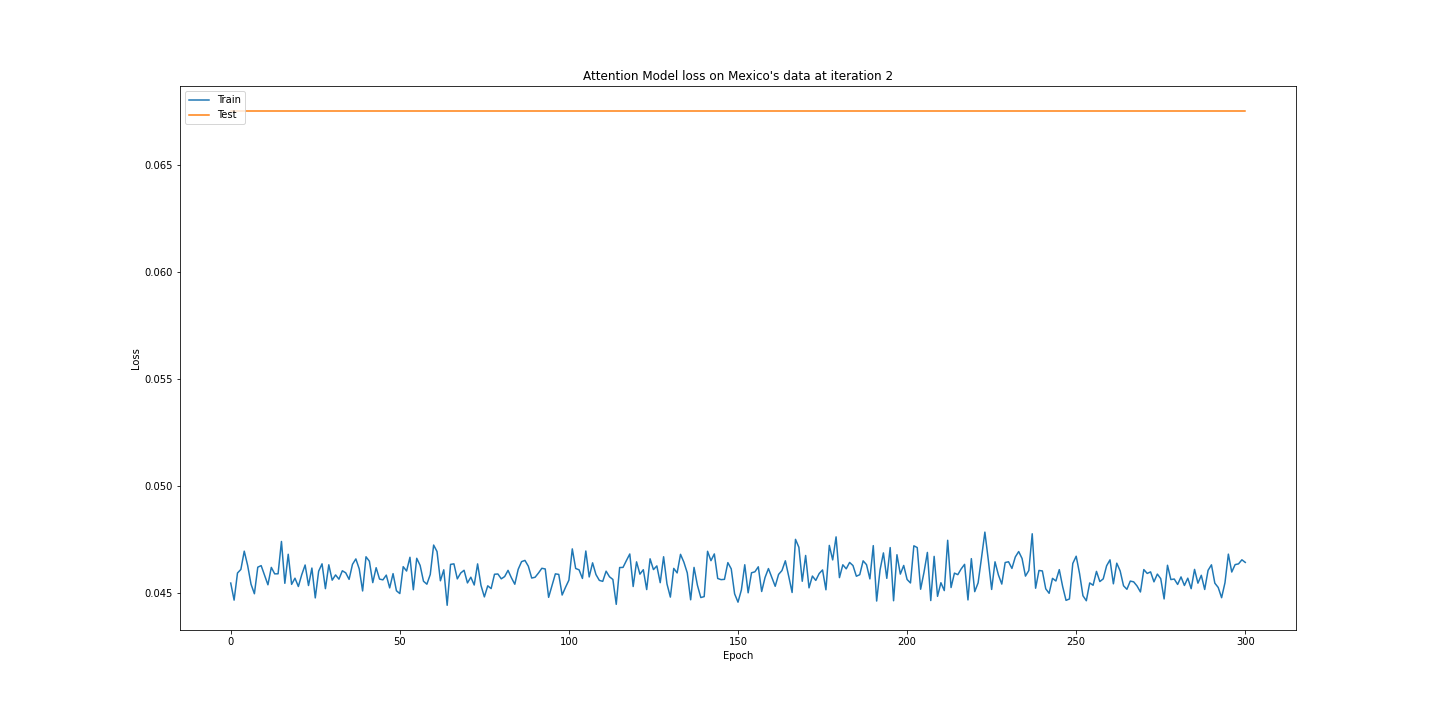 Attention Model loss on Mexico's data at iteration 2
Train
Test
0.065
0.060
0.055
0.050
0.045
Loss
0 50 100 150 200 250 300
Epoch